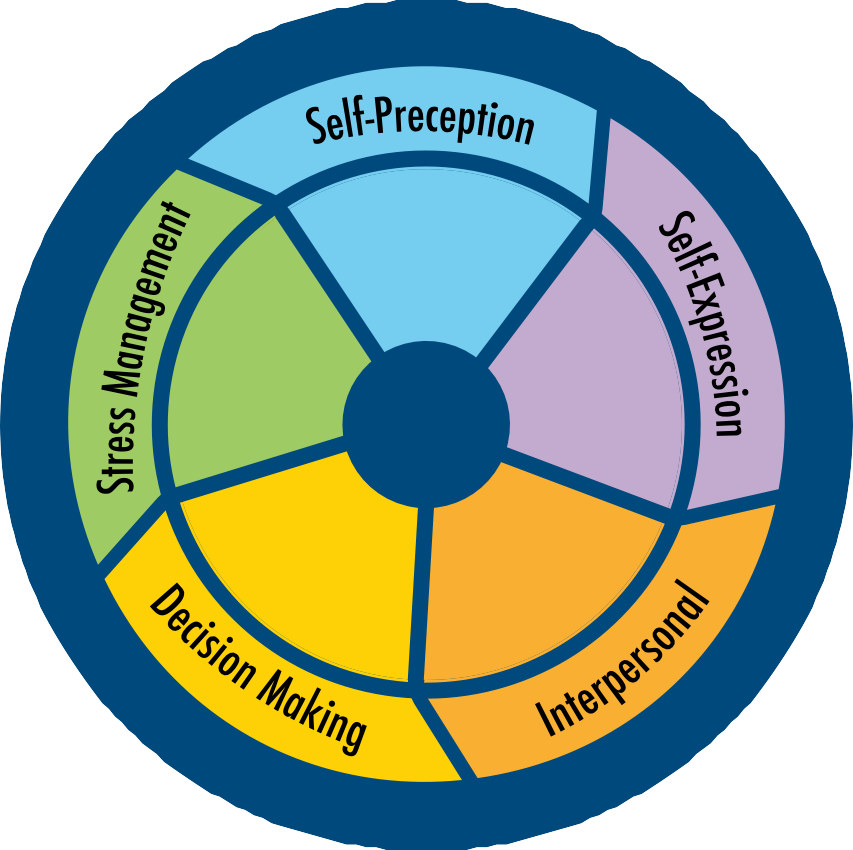 Self-Preception
Self-Expression
Interpersonal
Decision Making
Stress Management